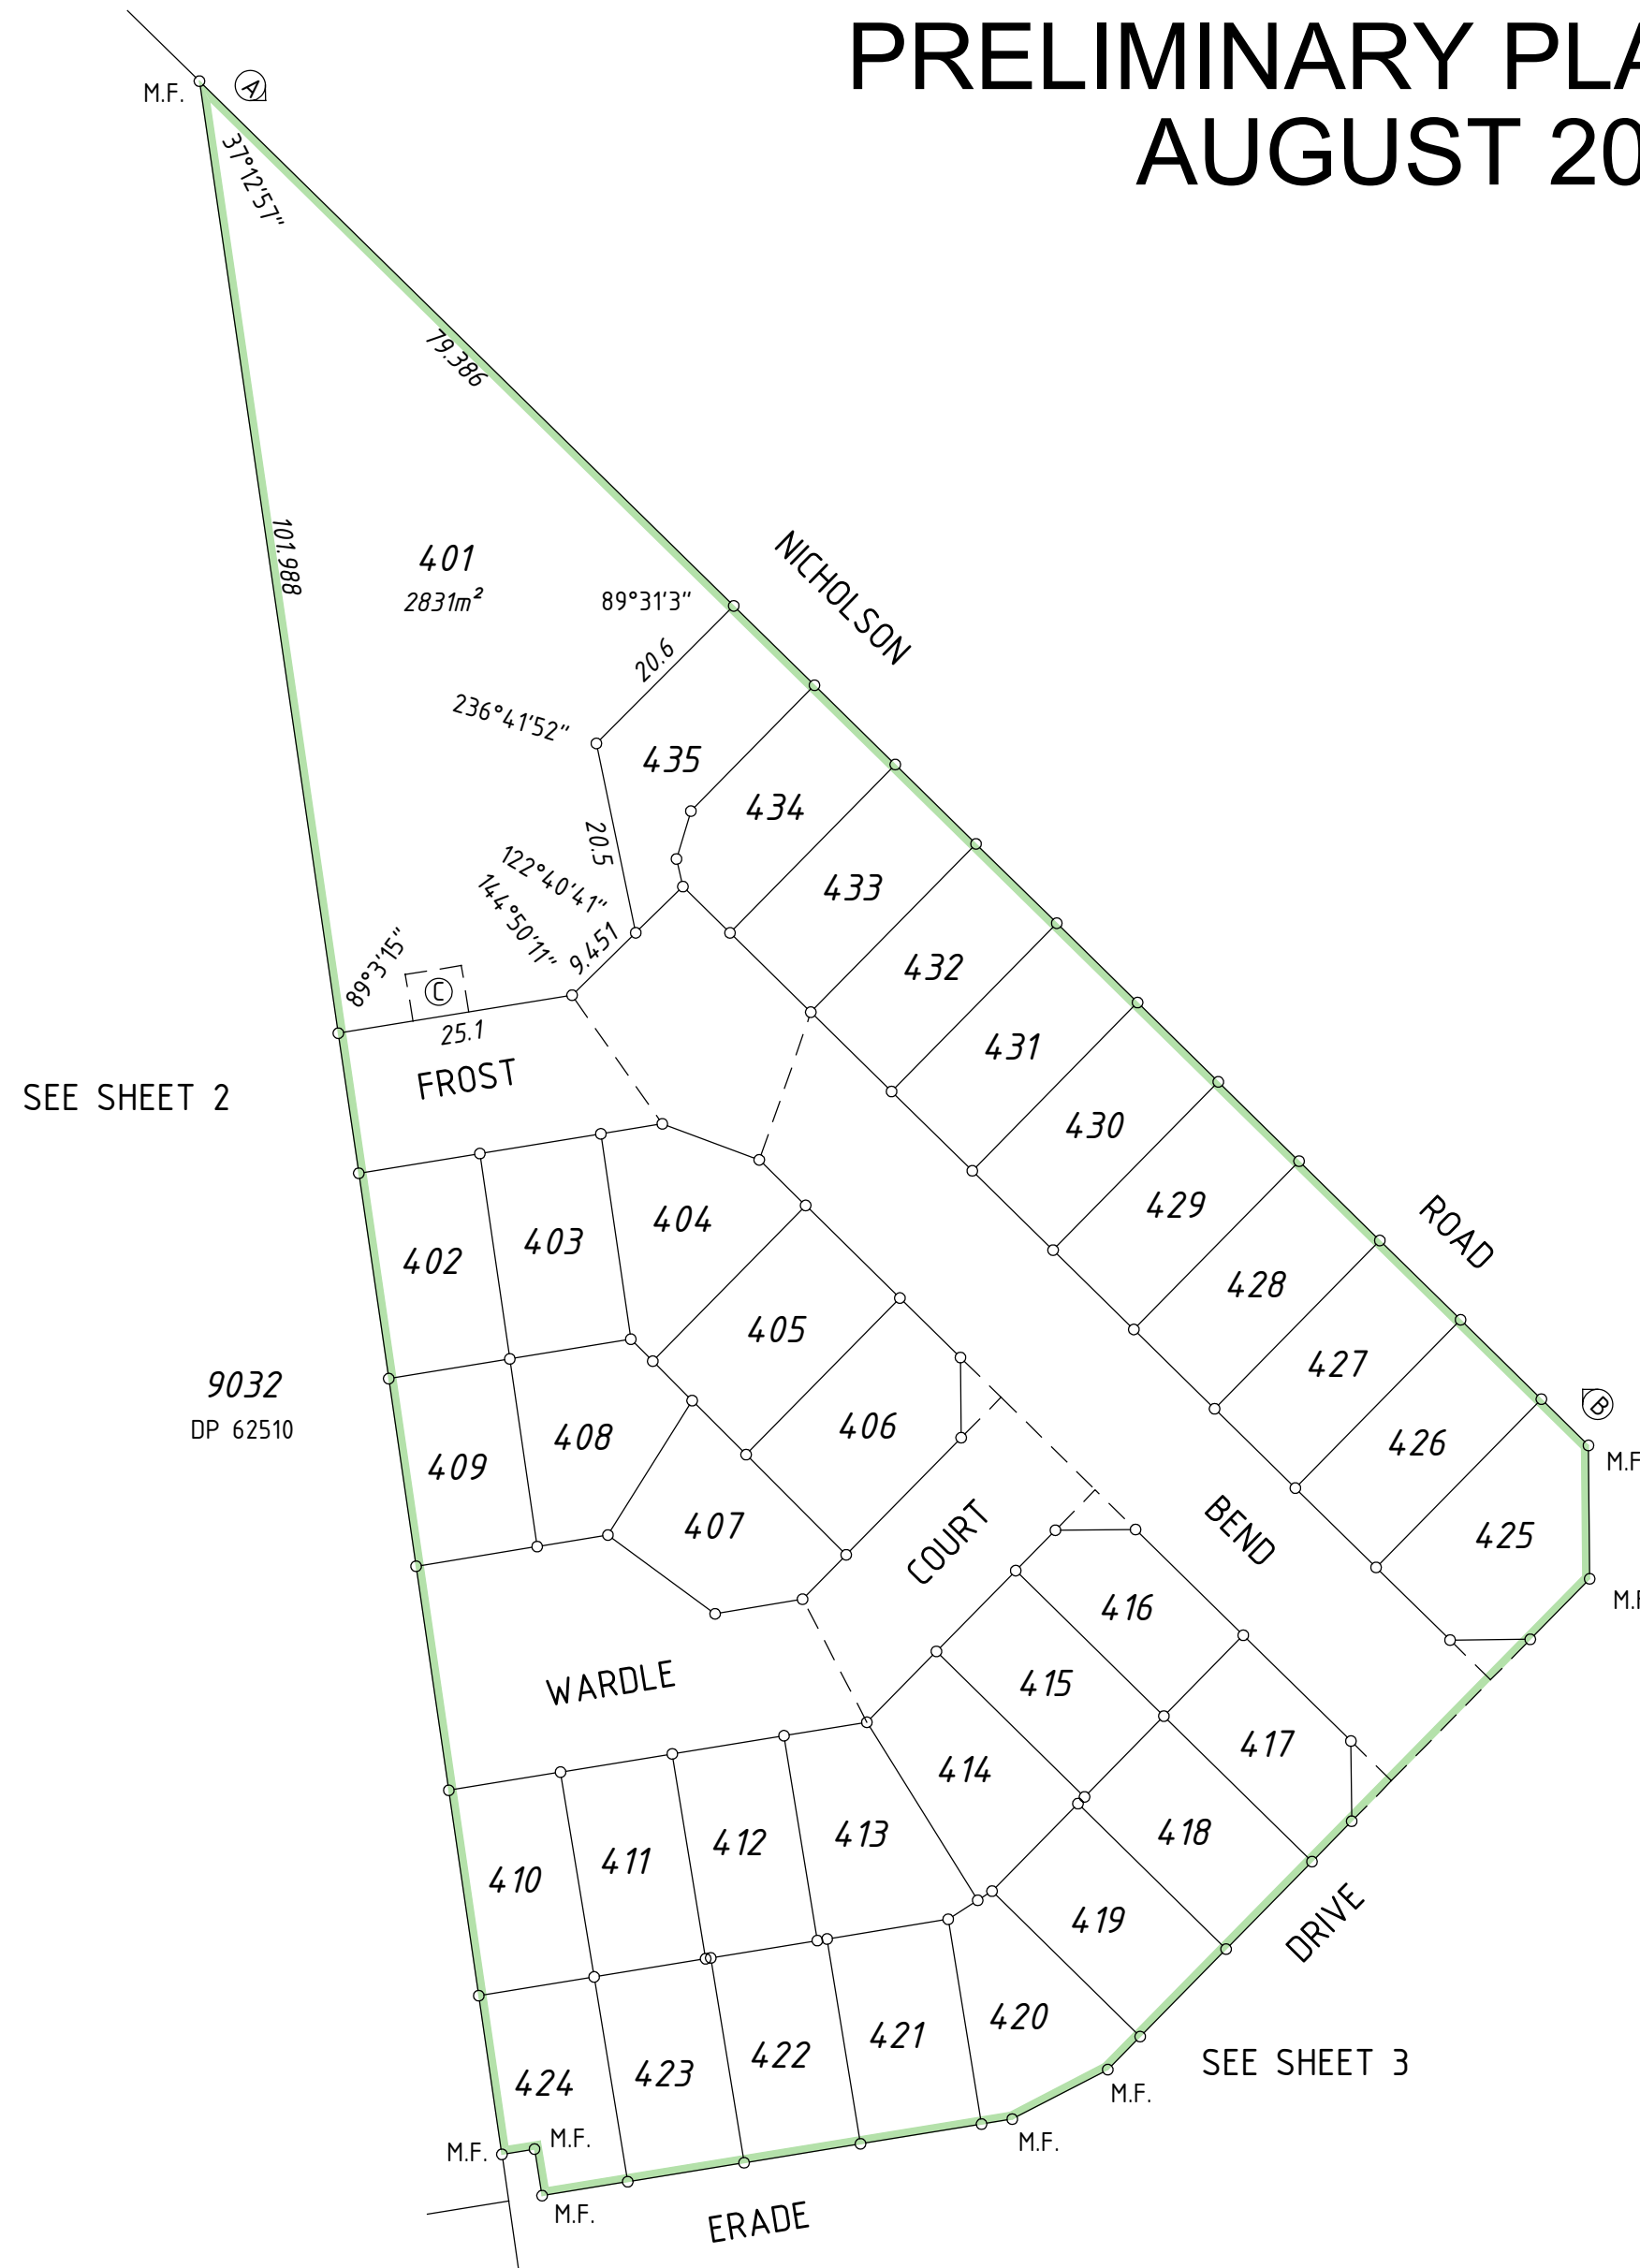 PRELIMINARY PLA
AUGUST 20
M.F.
A
37°12'57"
79.386
101.988
401
2831m²
89°31'3"
NICHOLSON
20.6
236°41'52"
435
434
20.5
122°40'41"
144°50'11"
9.451
433
89°3'15"
C
25.1
432
FROST
431
SEE SHEET 2
430
429
404
403
402
ROAD
428
405
427
9032
DP 62510
B
406
408
409
426
M.F
407
COURT
BEND
425
M.F
416
WARDLE
415
417
414
413
412
411
410
418
419
DRIVE
420
421
422
423
424
SEE SHEET 3
M.F.
M.F.
M.F.
M.F.
M.F.
ERADE